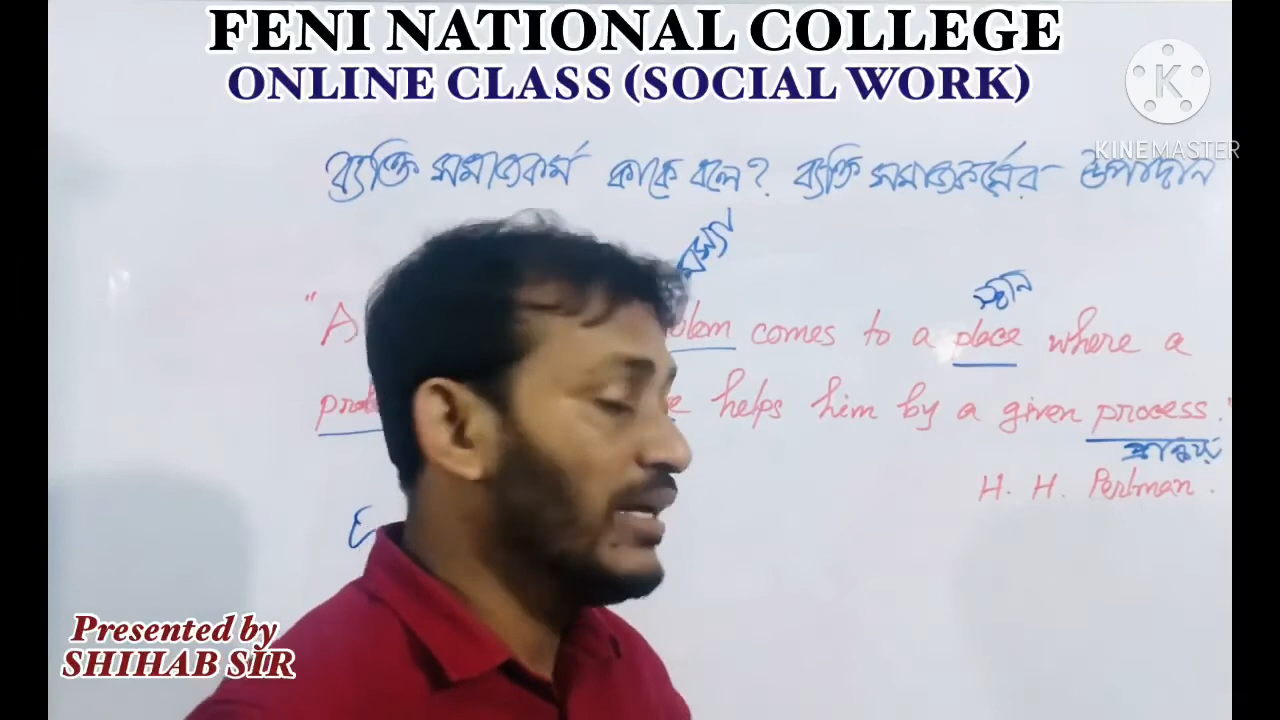 FENI NATIONAL COLLEGE
ONLINE CLASS (SOCIAL WORK)
KINEMASTER
ব্যক্তি সমাজকর্ম কাকে বলে? ব্যক্তি সমাজকর্মের উপাদান
স্থান
"A comes to a place where a
helps him by a given process."
H. H. Perlman.
Presented by
SHIHAB SIR